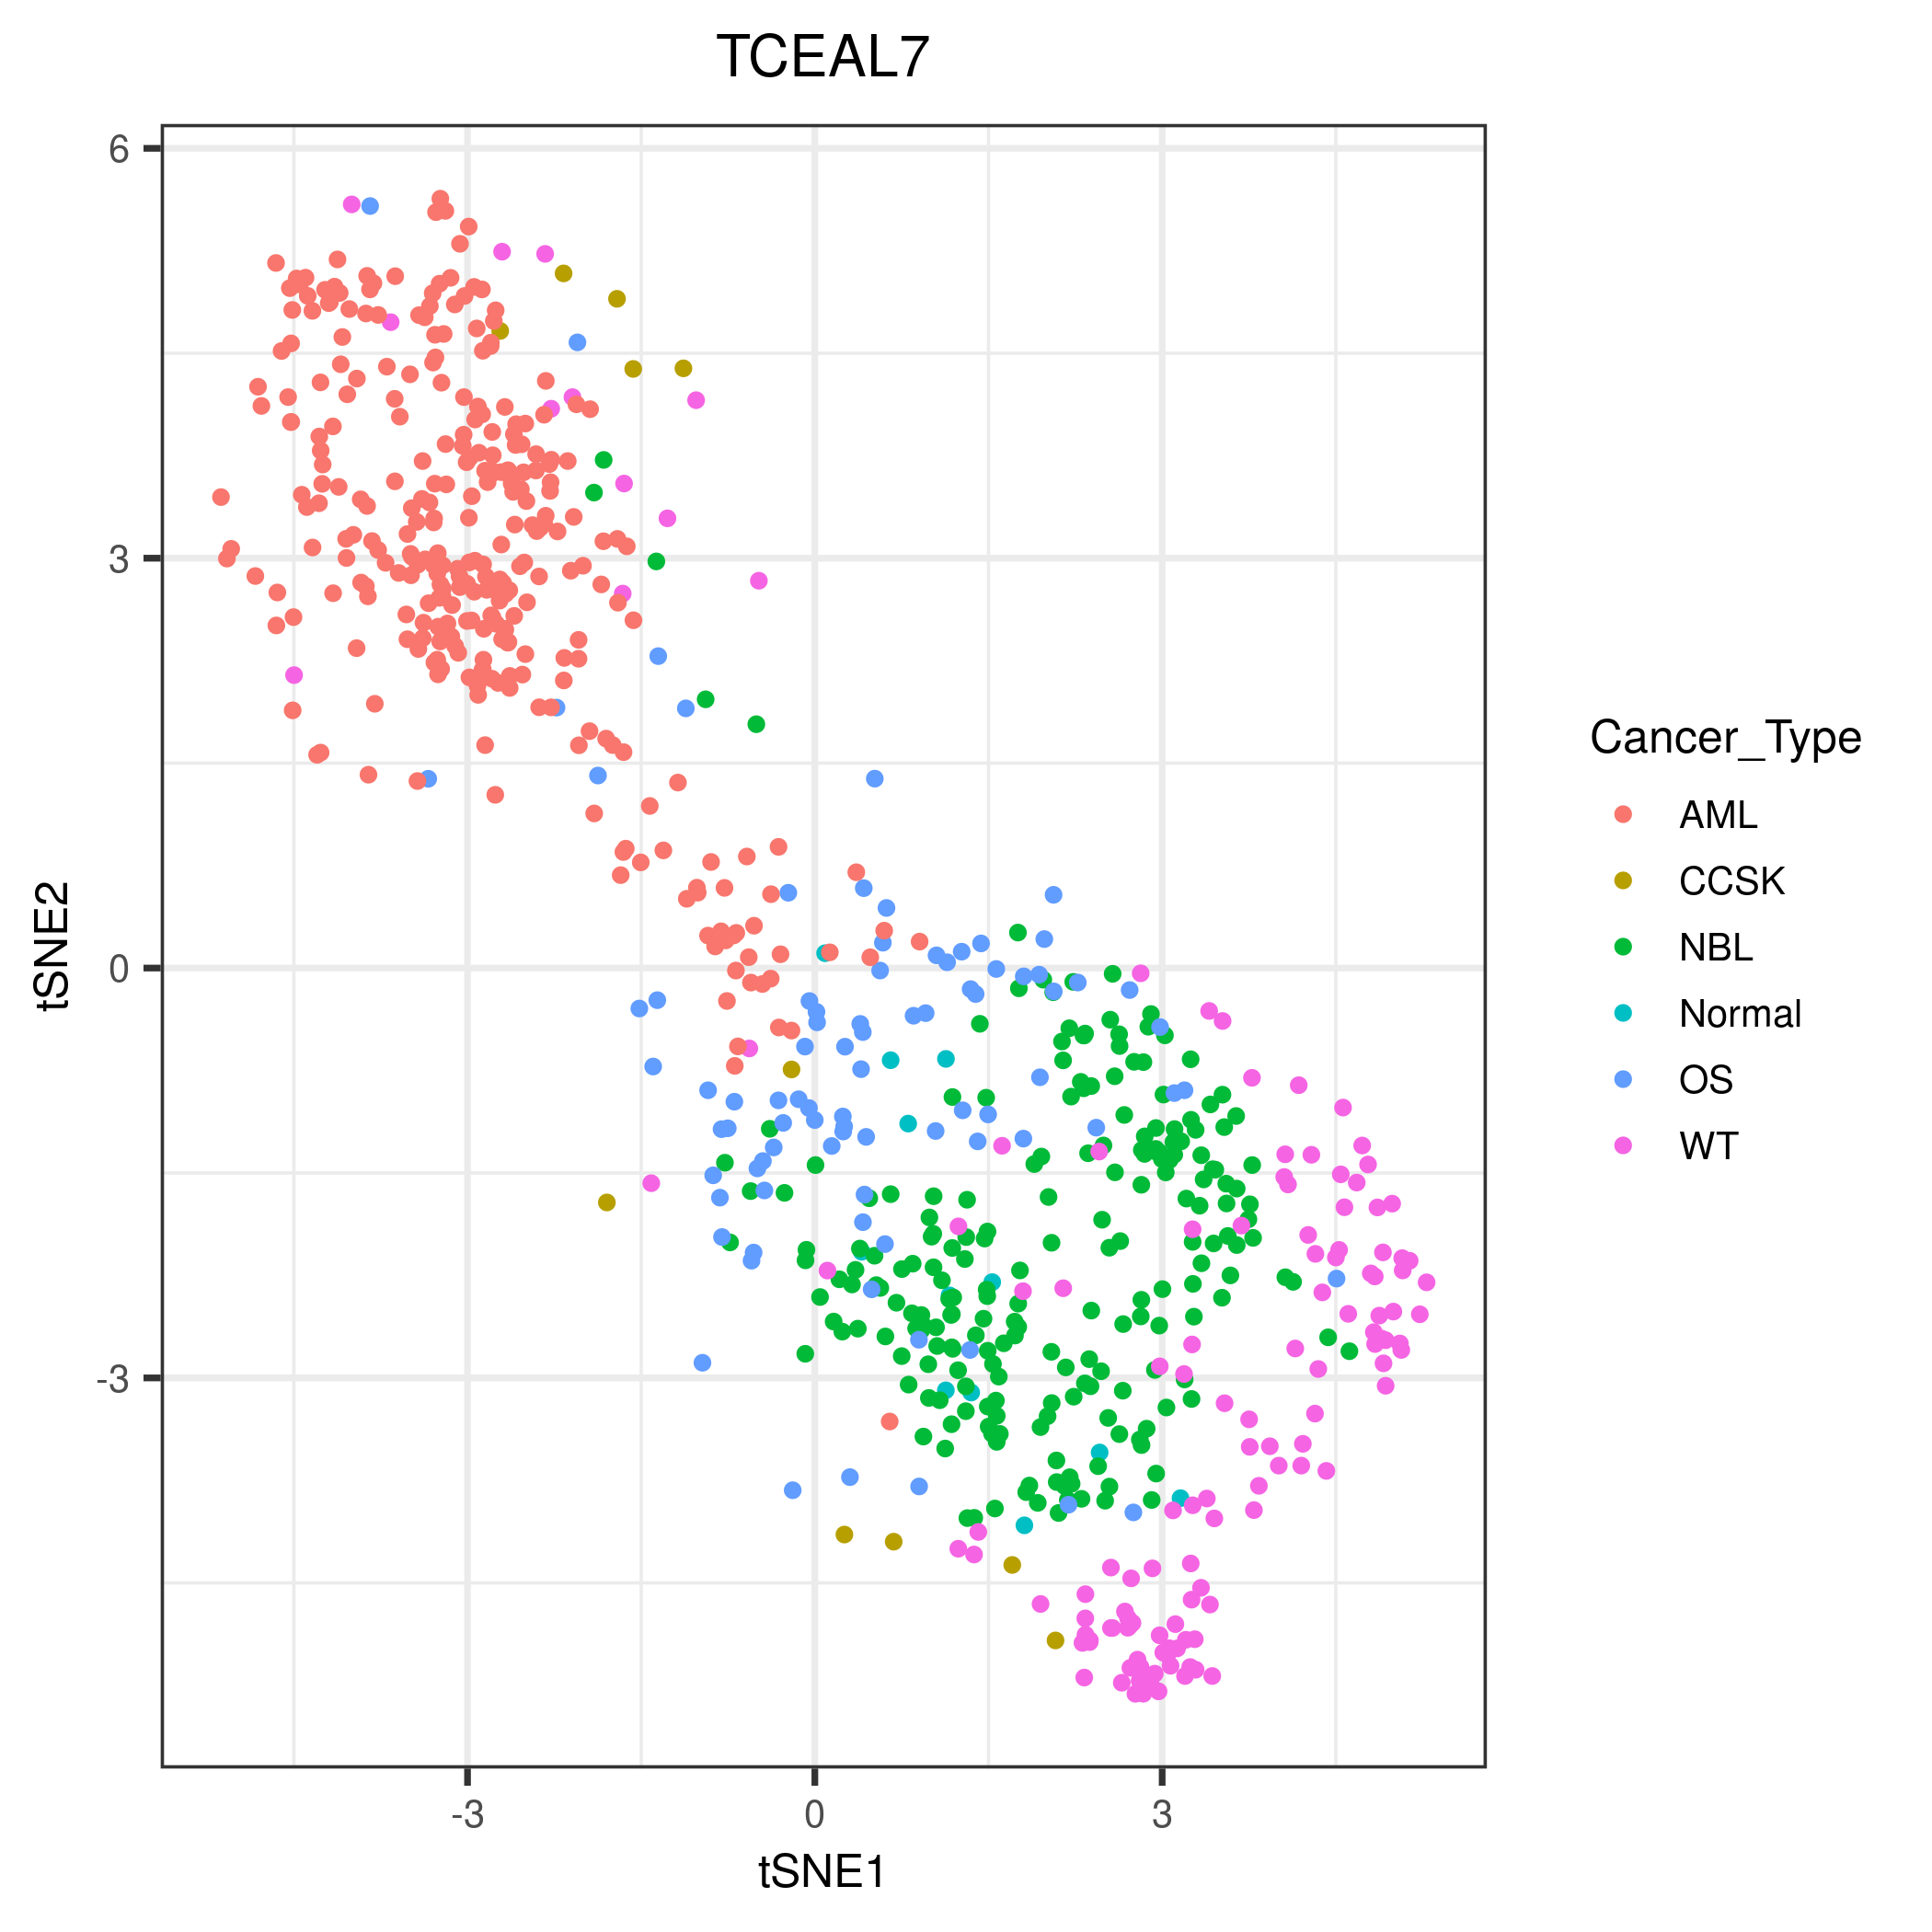 TCEAL7
6
3
0
-3
tSNE2
-3
0
3
tSNE1
Cancer_Type
AML
CCSK
NBL
Normal
OS
WT